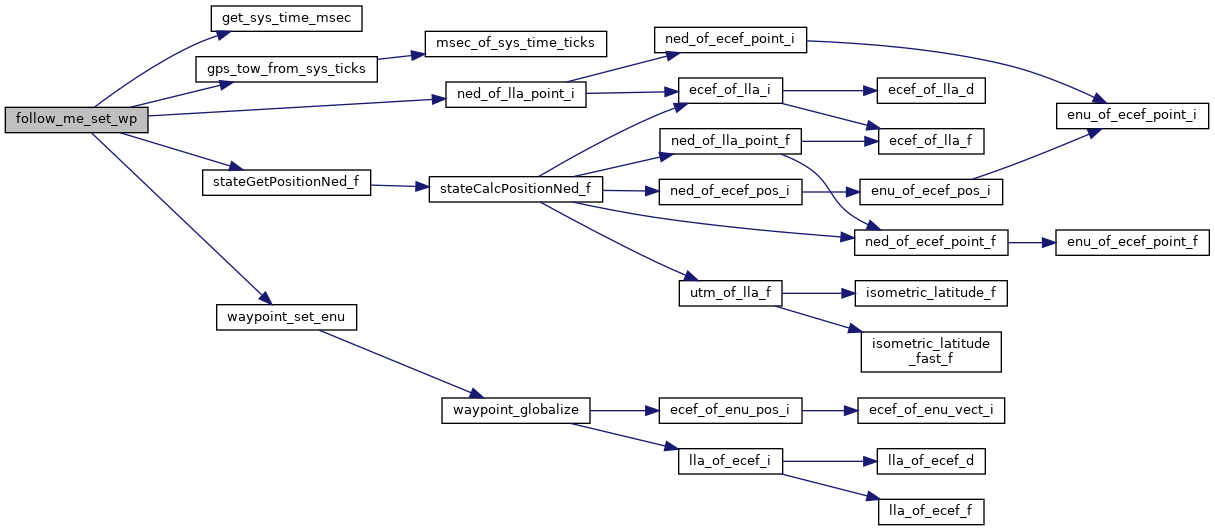 get_sys_time_msec
gps_tow_from_sys_ticks
msec_of_sys_time_ticks
ned_of_ecef_point_i
follow_me_set_wp
ned_of_lla_point_i
ecef_of_lla_i
ecef_of_lla_d
enu_of_ecef_point_i
ned_of_lla_point_f
ecef_of_lla_f
stateGetPositionNed_f
stateCalcPositionNed_f
ned_of_ecef_pos_i
enu_of_ecef_pos_i
ned_of_ecef_point_f
enu_of_ecef_point_f
utm_of_lla_f
isometric_latitude_f
waypoint_set_enu
isometric_latitude
_fast_f
waypoint_globalize
ecef_of_enu_pos_i
ecef_of_enu_vect_i
lla_of_ecef_i
lla_of_ecef_d
lla_of_ecef_f